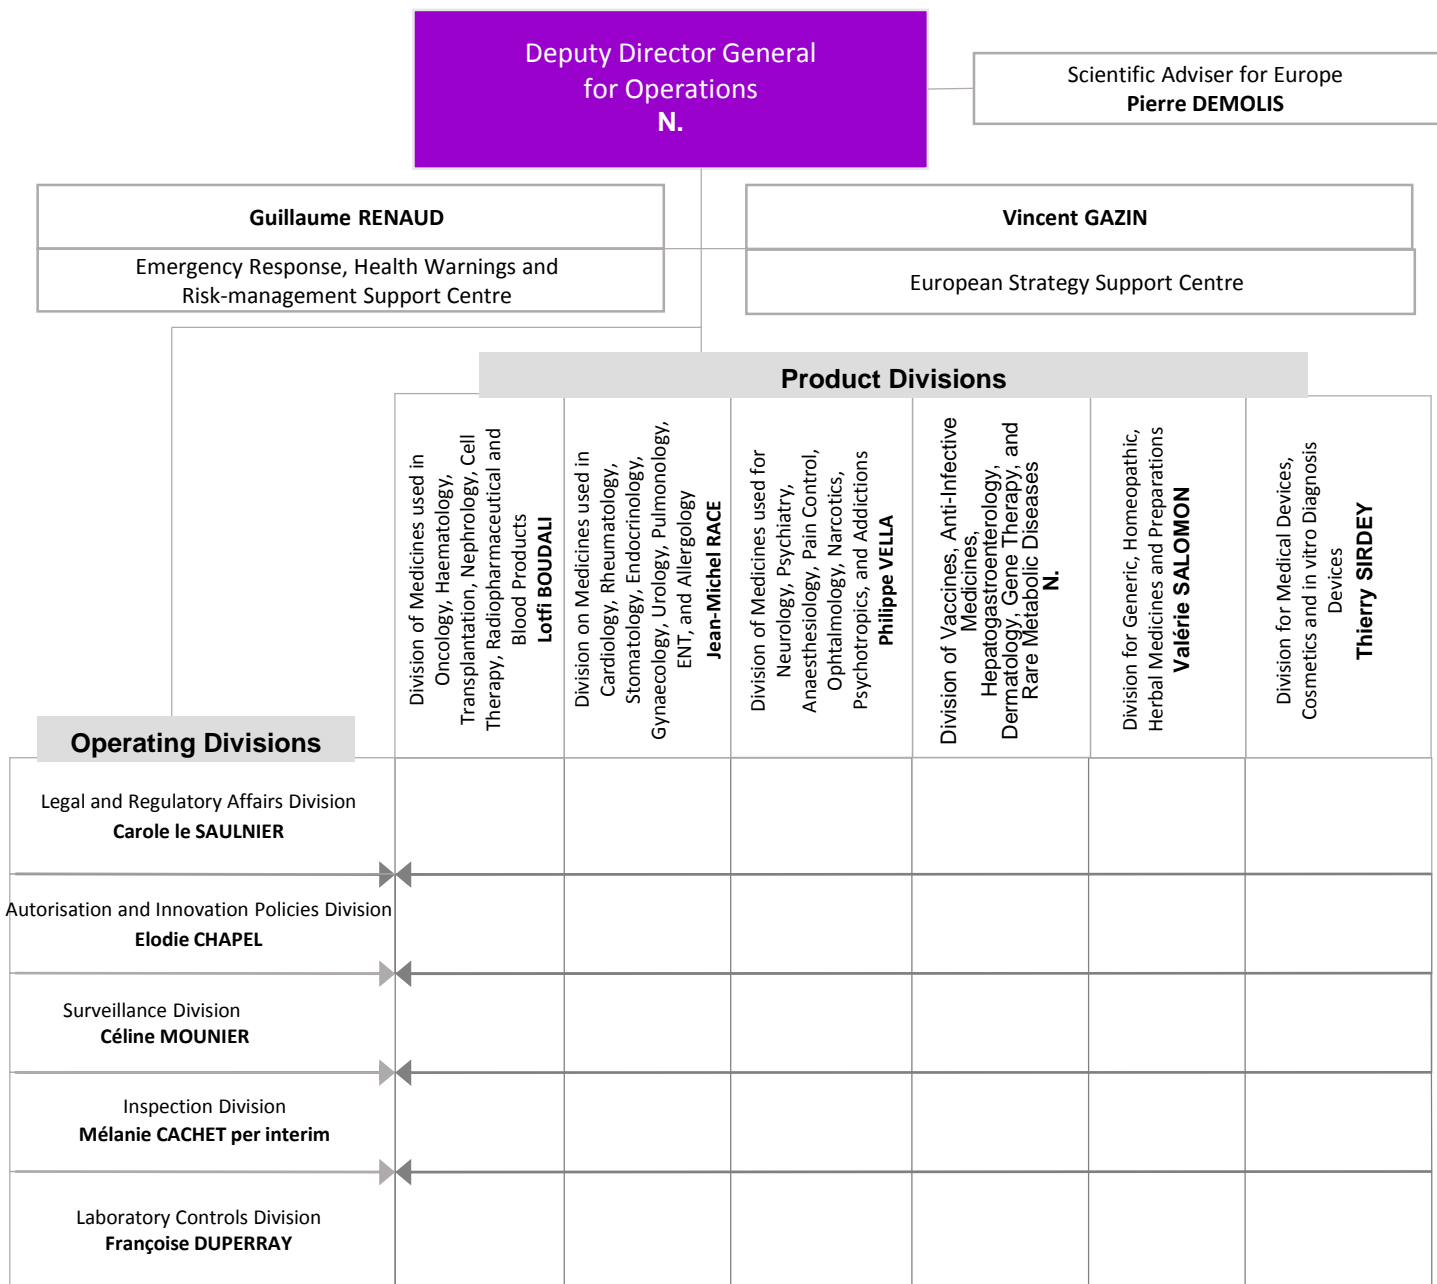 Deputy Director General
for Operations
N.
Scientific Adviser for Europe
Pierre DEMOLIS
Guillaume RENAUD
Emergency Response, Health Warnings and
Risk-management Support Centre
Vincent GAZIN
European Strategy Support Centre
Product Divisions
Division of Medicines used in
Oncology, Haematology,
Transplantation, Nephrology, Cell
Therapy, Radiopharmaceutical and
Blood Products
Lotfi BOUDALI
Division on Medicines used in
Cardiology, Rheumatology,
Stomatology, Endocrinology,
Gynaecology, Urology, Pulmonology,
ENT, and Allergology
Jean-Michel RACE
Division of Medicines used for
Neurology, Psychiatry,
Anaesthesiology, Pain Control,
Ophtalmology, Narcotics,
Psychotropics, and Addictions
Philippe VELLA
Division of Vaccines, Anti-Infective
Medicines,
Hepatogastroenterology,
Dermatology, Gene Therapy, and
Rare Metabolic Diseases
N.
Division for Generic, Homeopathic,
Herbal Medicines and Preparations
Valérie SALOMON
Division for Medical Devices,
Cosmetics and in vitro Diagnosis
Devices
Thierry SIRDEY
Operating Divisions
Legal and Regulatory Affairs Division
Carole le SAULNIER
Autorisation and Innovation Policies Division
Elodie CHAPEL
Surveillance Division
Céline MOUNIER
Inspection Division
Mélanie CACHET per interim
Laboratory Controls Division
Françoise DUPERRAY